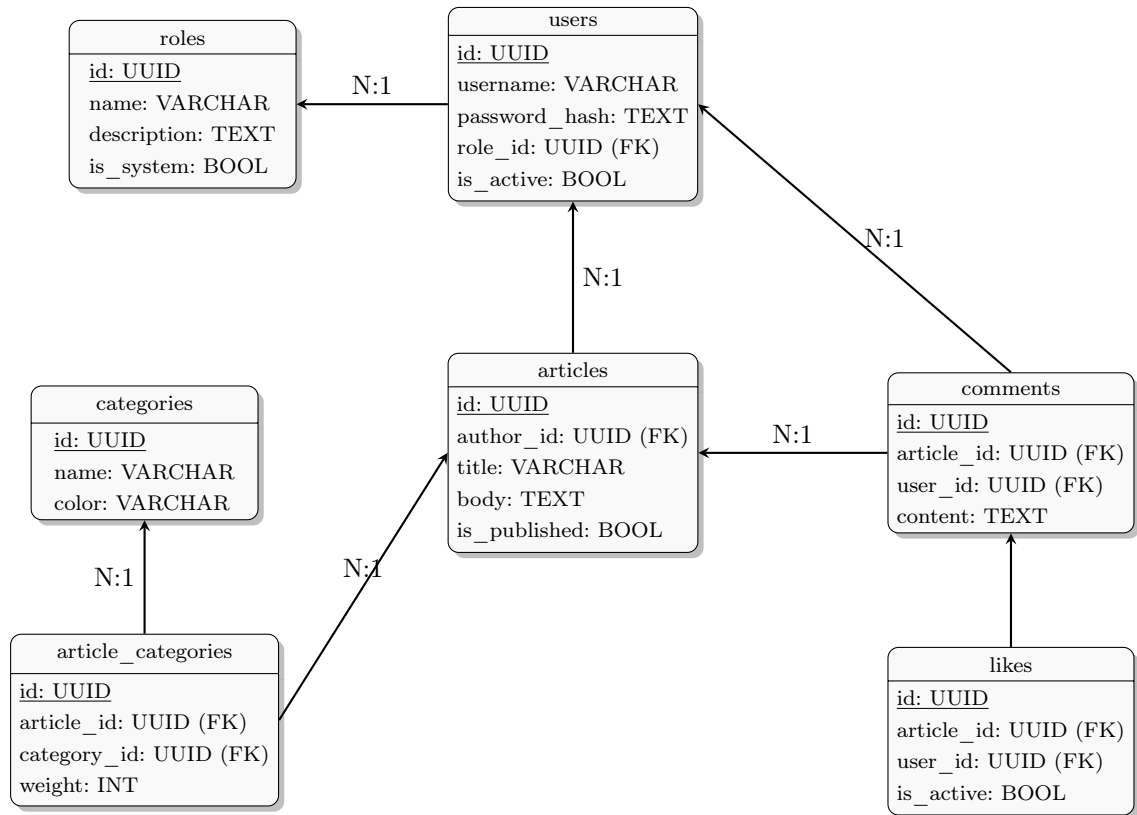 roles
id: UUID
name: VARCHAR
description: TEXT
is_system: BOOL
N:1
users
id: UUID
username: VARCHAR
password_hash: TEXT
role_id: UUID (FK)
is_active: BOOL
N:1
N:1
categories
id: UUID
name: VARCHAR
color: VARCHAR
articles
id: UUID
author_id: UUID (FK)
title: VARCHAR
body: TEXT
is_published: BOOL
N:1
comments
id: UUID
article_id: UUID (FK)
user_id: UUID (FK)
content: TEXT
N:1
N:1
article_categories
id: UUID
article_id: UUID (FK)
category_id: UUID (FK)
weight: INT
likes
id: UUID
article_id: UUID (FK)
user_id: UUID (FK)
is_active: BOOL